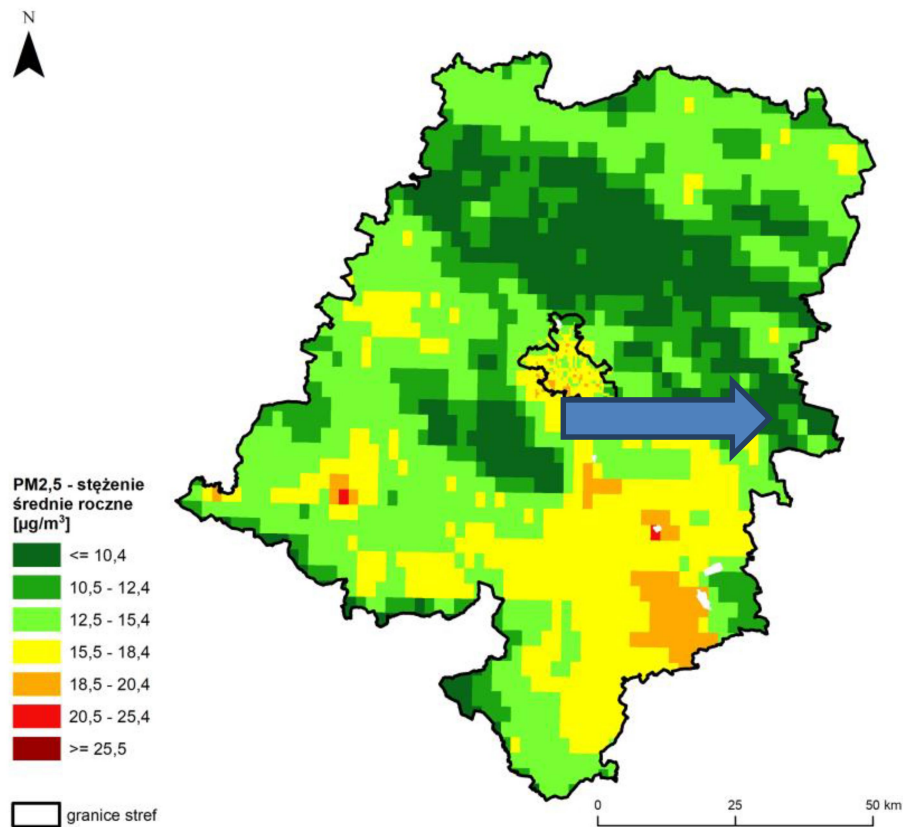 N
PM2,5 - stężenie
średnie roczne
[µg/m³]
<= 10,4
10,5 - 12,4
12,5 - 15,4
15,5 - 18,4
18,5 - 20,4
20,5 - 25,4
>= 25,5
granice stref
0 25 50 km